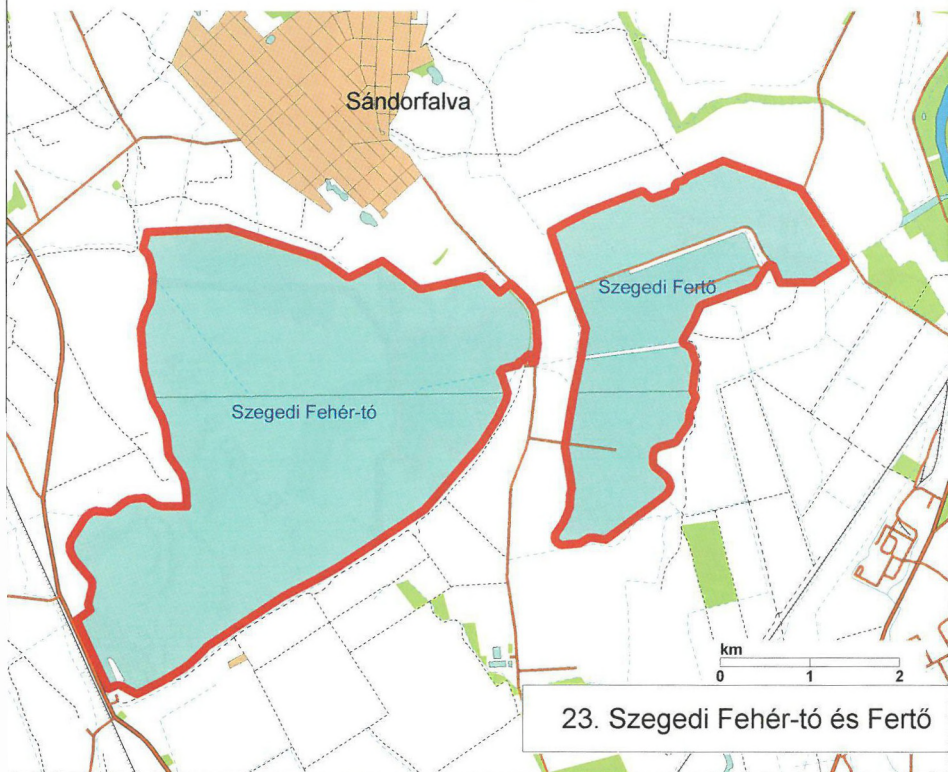 Sándorfalva
Szegedi Fertő
Szegedi Fehér-tó
km
0 1 2
23. Szegedi Fehér-tó és Fertő